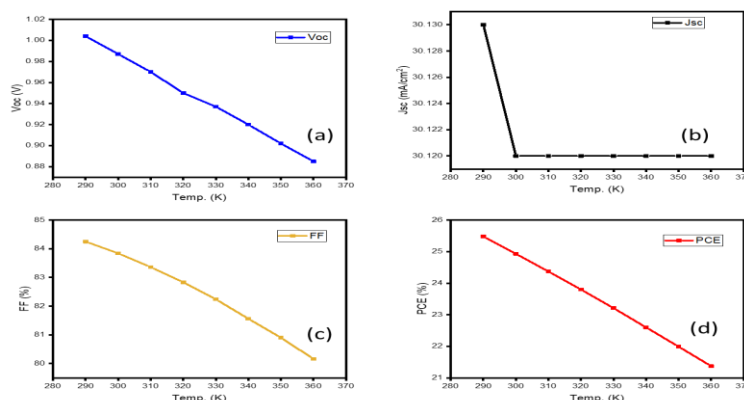 1.02
1.00
0.98
0.96
0.94
0.92
0.90
0.88
Voc (V)
Voc
(a)
280 290 300 310 320 330 340 350 360 370
Temp. (K)
30.130
30.128
30.126
30.124
30.122
30.120
Jsc (mA/cm²)
Jsc
(b)
280 290 300 310 320 330 340 350 360 370
Temp. (K)
85
84
83
82
81
80
FF (%)
FF
(c)
280 290 300 310 320 330 340 350 360 370
Temp. (K)
26
25
24
23
22
21
PCE (%)
PCE
(d)
280 290 300 310 320 330 340 350 360 370
Temp. (K)